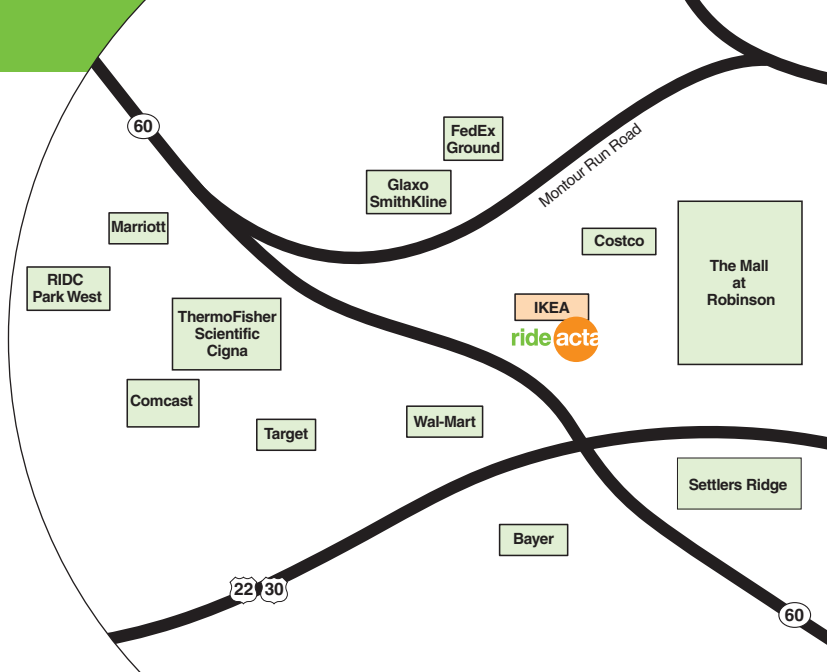 60
FedEx
Ground
Montour Run Road
Glaxo
SmithKline
Marriott
Costco
RIDC
Park West
The Mall
at
Robinson
IKEA
ride acta
ThermoFisher
Scientific
Cigna
Comcast
Target
Wal-Mart
Settlers Ridge
Bayer
22 30
60